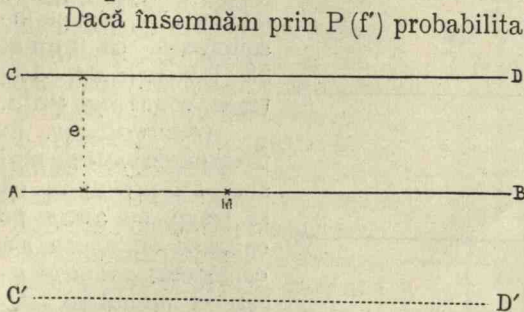 Dacă însemnăm prin P (f′) probabilita
C D
e
A B
M
C′ D′